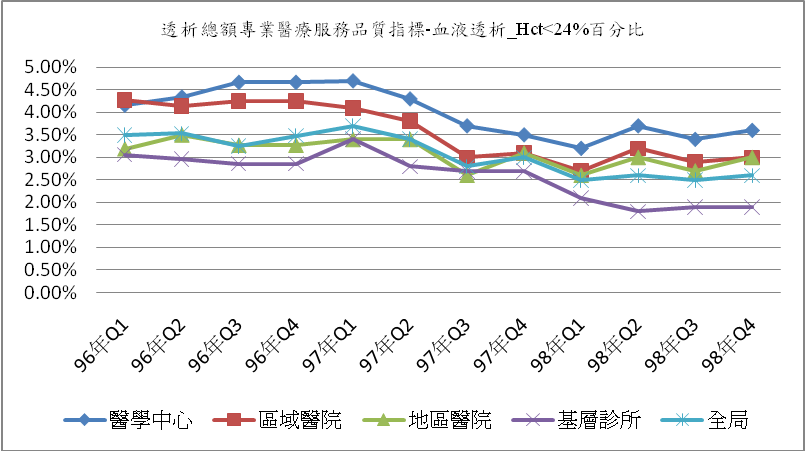 透析總額專業醫療服務品質指標-血液透析_Hct<24%百分比
5.00%
4.50%
4.00%
3.50%
3.00%
2.50%
2.00%
1.50%
1.00%
0.50%
0.00%
96年Q1
96年Q2
96年Q3
96年Q4
97年Q1
97年Q2
97年Q3
97年Q4
98年Q1
98年Q2
98年Q3
98年Q4
醫學中心
區域醫院
地區醫院
基層診所
全局